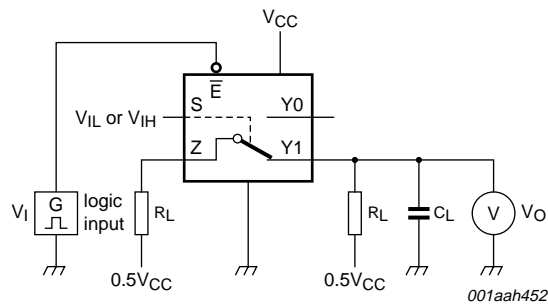 VCC
E
S
Y0
VIL or VIH
Z
Y1
VI
G
logic
input
RL
RL
CL
V
VO
0.5VCC
0.5VCC
001aah452